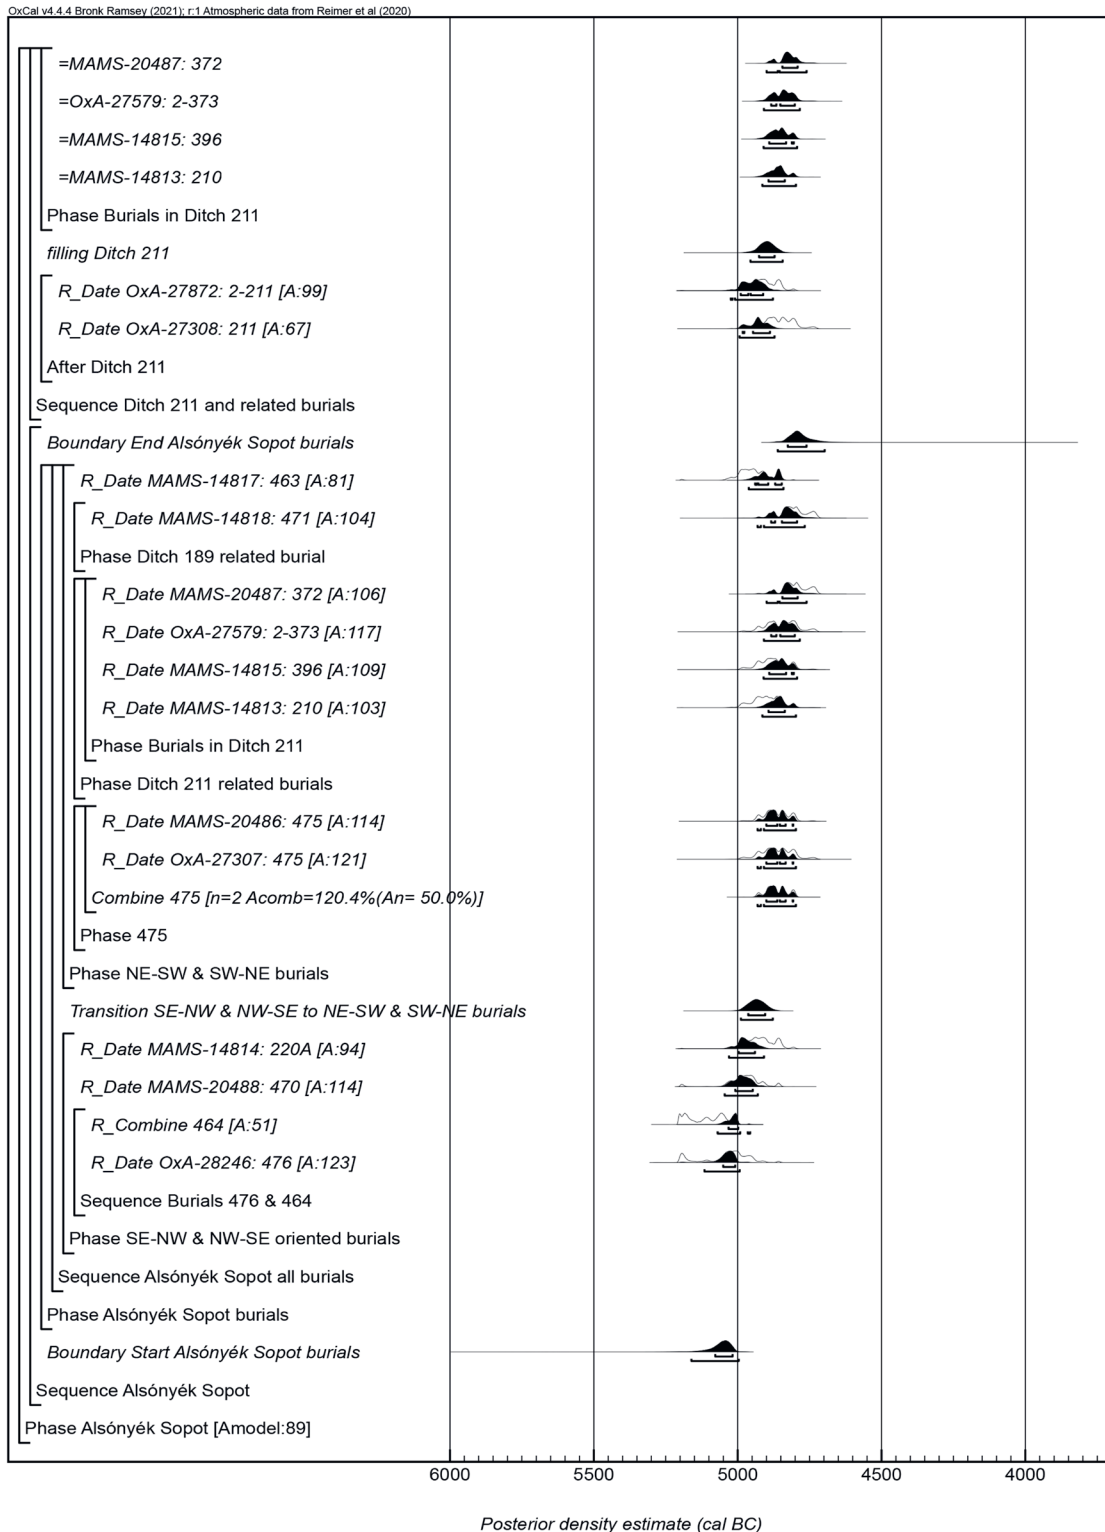 OxCal v4.4.4 Bronk Ramsey (2021); r:1 Atmospheric data from Reimer et al (2020)
=MAMS-20487: 372
=OxA-27579: 2-373
=MAMS-14815: 396
=MAMS-14813: 210
Phase Burials in Ditch 211
filling Ditch 211
R_Date OxA-27872: 2-211 [A:99]
R_Date OxA-27308: 211 [A:67]
After Ditch 211
Sequence Ditch 211 and related burials
Boundary End Alsónyék Sopot burials
R_Date MAMS-14817: 463 [A:81]
R_Date MAMS-14818: 471 [A:104]
Phase Ditch 189 related burial
R_Date MAMS-20487: 372 [A:106]
R_Date OxA-27579: 2-373 [A:117]
R_Date MAMS-14815: 396 [A:109]
R_Date MAMS-14813: 210 [A:103]
Phase Burials in Ditch 211
Phase Ditch 211 related burials
R_Date MAMS-20486: 475 [A:114]
R_Date OxA-27307: 475 [A:121]
Combine 475 [n=2 Acomb=120.4%(An= 50.0%)]
Phase 475
Phase NE-SW & SW-NE burials
Transition SE-NW & NW-SE to NE-SW & SW-NE burials
R_Date MAMS-14814: 220A [A:94]
R_Date MAMS-20488: 470 [A:114]
R_Combine 464 [A:51]
R_Date OxA-28246: 476 [A:123]
Sequence Burials 476 & 464
Phase SE-NW & NW-SE oriented burials
Sequence Alsónyék Sopot all burials
Phase Alsónyék Sopot burials
Boundary Start Alsónyék Sopot burials
Sequence Alsónyék Sopot
Phase Alsónyék Sopot [Amodel:89]
6000 5500 5000 4500 4000
Posterior density estimate (cal BC)